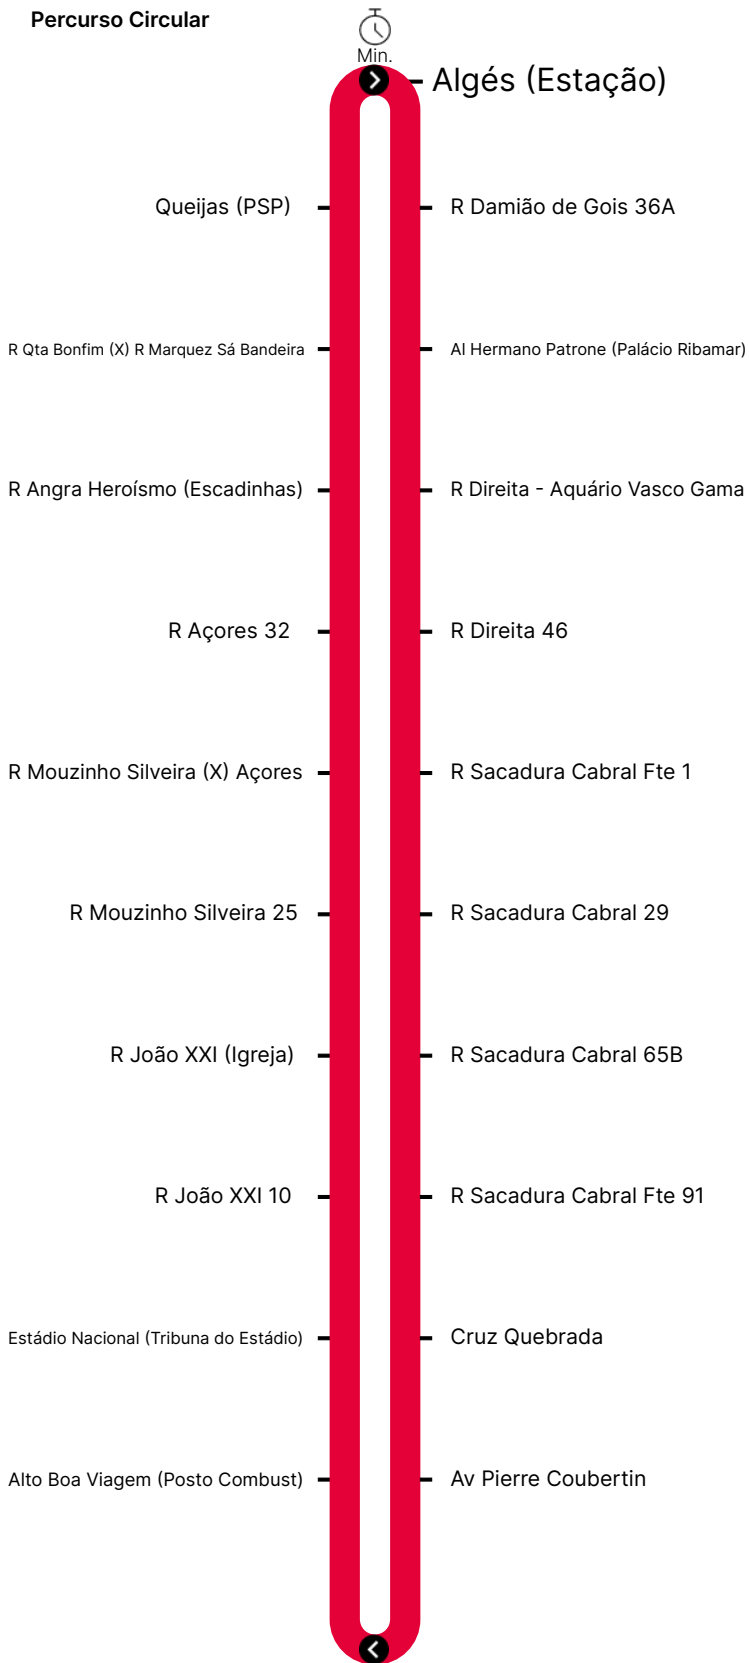 Percurso Circular
Min.
Algés (Estação)
Queijas (PSP)
R Damião de Gois 36A
R Qta Bonfim (X) R Marquez Sá Bandeira
Al Hermano Patrone (Palácio Ribamar)
R Angra Heroísmo (Escadinhas)
R Direita - Aquário Vasco Gama
R Açores 32
R Direita 46
R Mouzinho Silveira (X) Açores
R Sacadura Cabral Fte 1
R Mouzinho Silveira 25
R Sacadura Cabral 29
R João XXI (Igreja)
R Sacadura Cabral 65B
R João XXI 10
R Sacadura Cabral Fte 91
Estádio Nacional (Tribuna do Estádio)
Cruz Quebrada
Alto Boa Viagem (Posto Combust)
Av Pierre Coubertin